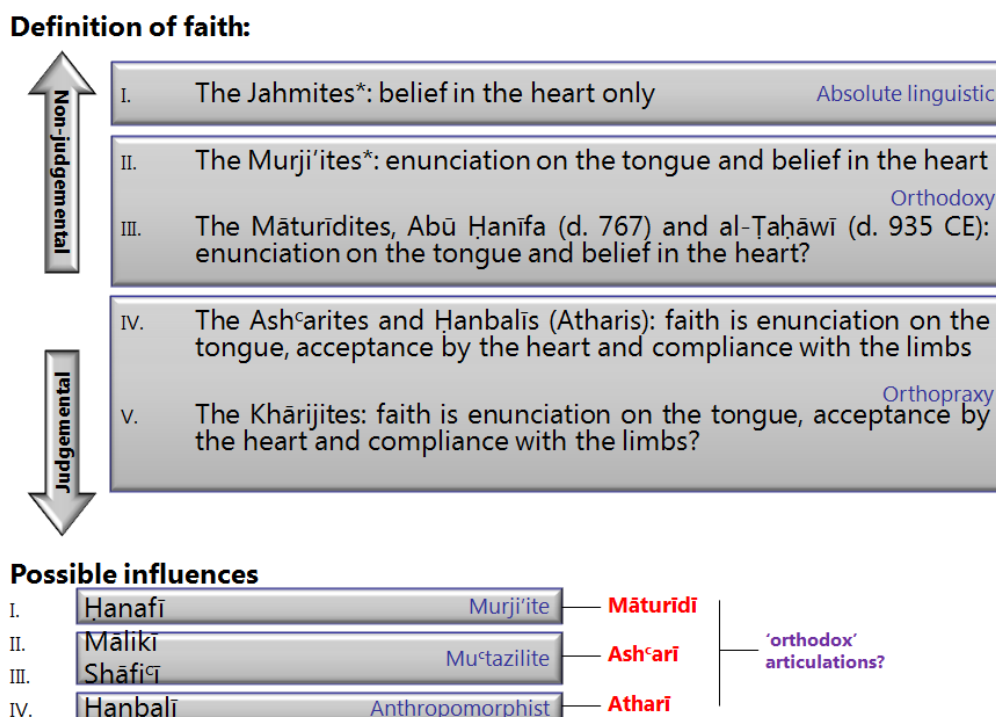 Definition of faith:
Non-judgemental
I. The Jahmites*: belief in the heart only Absolute linguistic
II. The Murji'ites*: enunciation on the tongue and belief in the heart
Orthodoxy
III. The Māturīdites, Abū Ḥanīfa (d. 767) and al-Ṭaḥāwī (d. 935 CE):
enunciation on the tongue and belief in the heart?
Judgemental
IV. The Ashᶜarites and Ḥanbalīs (Atharis): faith is enunciation on the
tongue, acceptance by the heart and compliance with the limbs
Orthopraxy
V. The Khārijites: faith is enunciation on the tongue, acceptance by
the heart and compliance with the limbs?
Possible influences
I. Ḥanafī Murji'ite Māturīdī
II. Mālikī
III. Shāfiᶜī
Muᶜtazilite Ashᶜarī
IV. Ḥanbalī Anthropomorphist Atharī
'orthodox'
articulations?